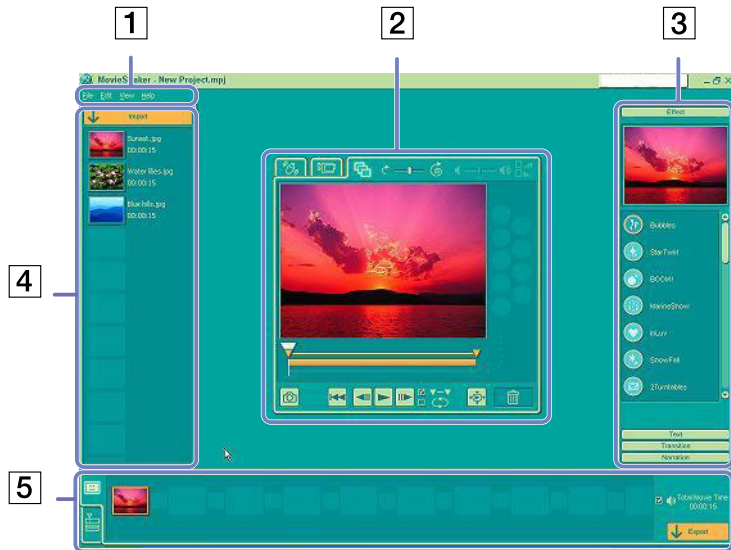 1
2
3
MovieShaker - New Project.mpj
File Edit View Help
Import
Sunset.jpg
00:00:15
Water lilies.jpg
00:00:15
Blue hills.jpg
00:00:15
Effect
Bubbles
StarTwirl
BOOM!
MarineSnow
InLuv
SnowFall
2Turntables
Text
Transition
Narration
4
5
Total Movie Time
00:00:15
Export